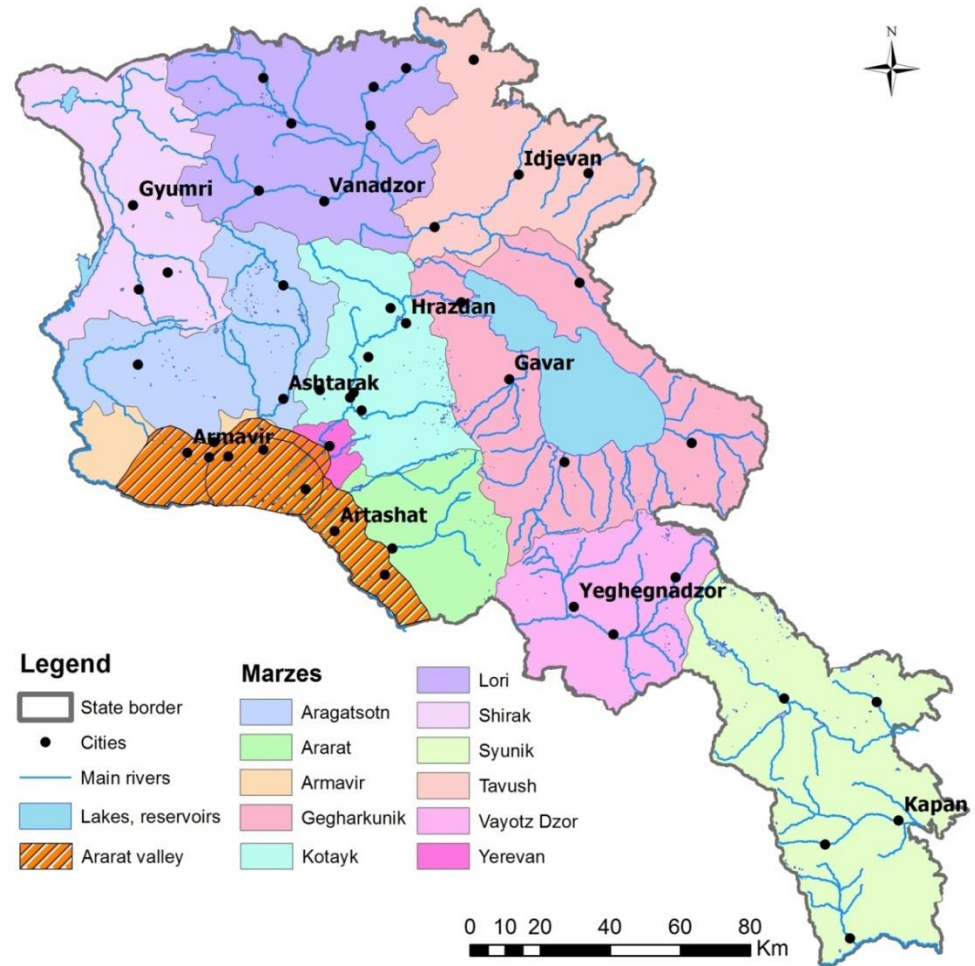 N
Idjevan
Gyumri
Vanadzor
Hrazdan
Gavar
Ashtarak
Armavir
Artashat
Yeghegnadzor
Kapan
Legend
State border
Cities
Main rivers
Lakes, reservoirs
Ararat valley
Marzes
Aragatsotn
Ararat
Armavir
Gegharkunik
Kotayk
Lori
Shirak
Syunik
Tavush
Vayotz Dzor
Yerevan
0 10 20 40 60 80
Km